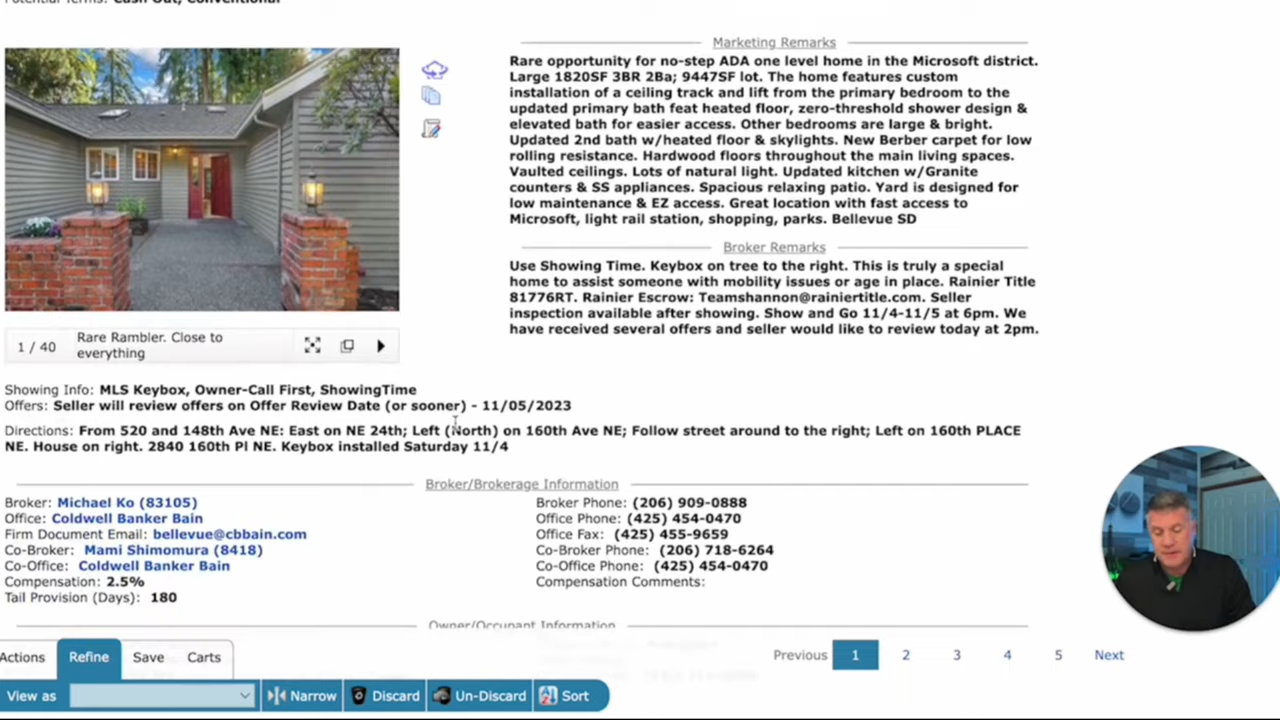 Potential Terms: Cash Out, Conventional
Marketing Remarks
Rare opportunity for no-step ADA one level home in the Microsoft district.
Large 1820SF 3BR 2Ba; 9447SF lot. The home features custom
installation of a ceiling track and lift from the primary bedroom to the
updated primary bath feat heated floor, zero-threshold shower design &
elevated bath for easier access. Other bedrooms are large & bright.
Updated 2nd bath w/heated floor & skylights. New Berber carpet for low
rolling resistance. Hardwood floors throughout the main living spaces.
Vaulted ceilings. Lots of natural light. Updated kitchen w/Granite
counters & SS appliances. Spacious relaxing patio. Yard is designed for
low maintenance & EZ access. Great location with fast access to
Microsoft, light rail station, shopping, parks. Bellevue SD
Broker Remarks
Use Showing Time. Keybox on tree to the right. This is truly a special
home to assist someone with mobility issues or age in place. Rainier Title
81776RT. Rainier Escrow: Teamshannon@rainiertitle.com. Seller
inspection available after showing. Show and Go 11/4-11/5 at 6pm. We
have received several offers and seller would like to review today at 2pm.
1 / 40
Rare Rambler. Close to
everything
Showing Info: MLS Keybox, Owner-Call First, ShowingTime
Offers: Seller will review offers on Offer Review Date (or sooner) - 11/05/2023
Directions: From 520 and 148th Ave NE: East on NE 24th; Left (North) on 160th Ave NE; Follow street around to the right; Left on 160th PLACE
NE. House on right. 2840 160th Pl NE. Keybox installed Saturday 11/4
Broker/Brokerage Information
Broker: Michael Ko (83105)
Office: Coldwell Banker Bain
Firm Document Email: bellevue@cbbain.com
Co-Broker: Mami Shimomura (8418)
Co-Office: Coldwell Banker Bain
Compensation: 2.5%
Tail Provision (Days): 180
Broker Phone: (206) 909-0888
Office Phone: (425) 454-0470
Office Fax: (425) 455-9659
Co-Broker Phone: (206) 718-6264
Co-Office Phone: (425) 454-0470
Compensation Comments:
Owner/Occupant Information
Actions Refine Save Carts
Previous 1 2 3 4 5 Next
View as Narrow Discard Un-Discard Sort